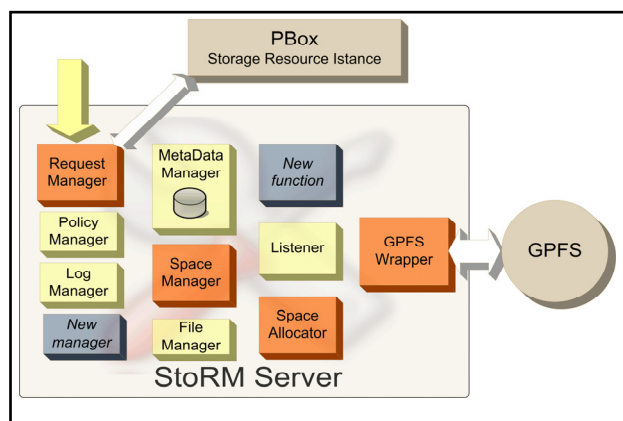 PBox
Storage Resource Istance
Request
Manager
MetaData
Manager
New
function
Policy
Manager
Listener
GPFS
Wrapper
GPFS
Log
Manager
Space
Manager
New
manager
File
Manager
Space
Allocator
StoRM Server